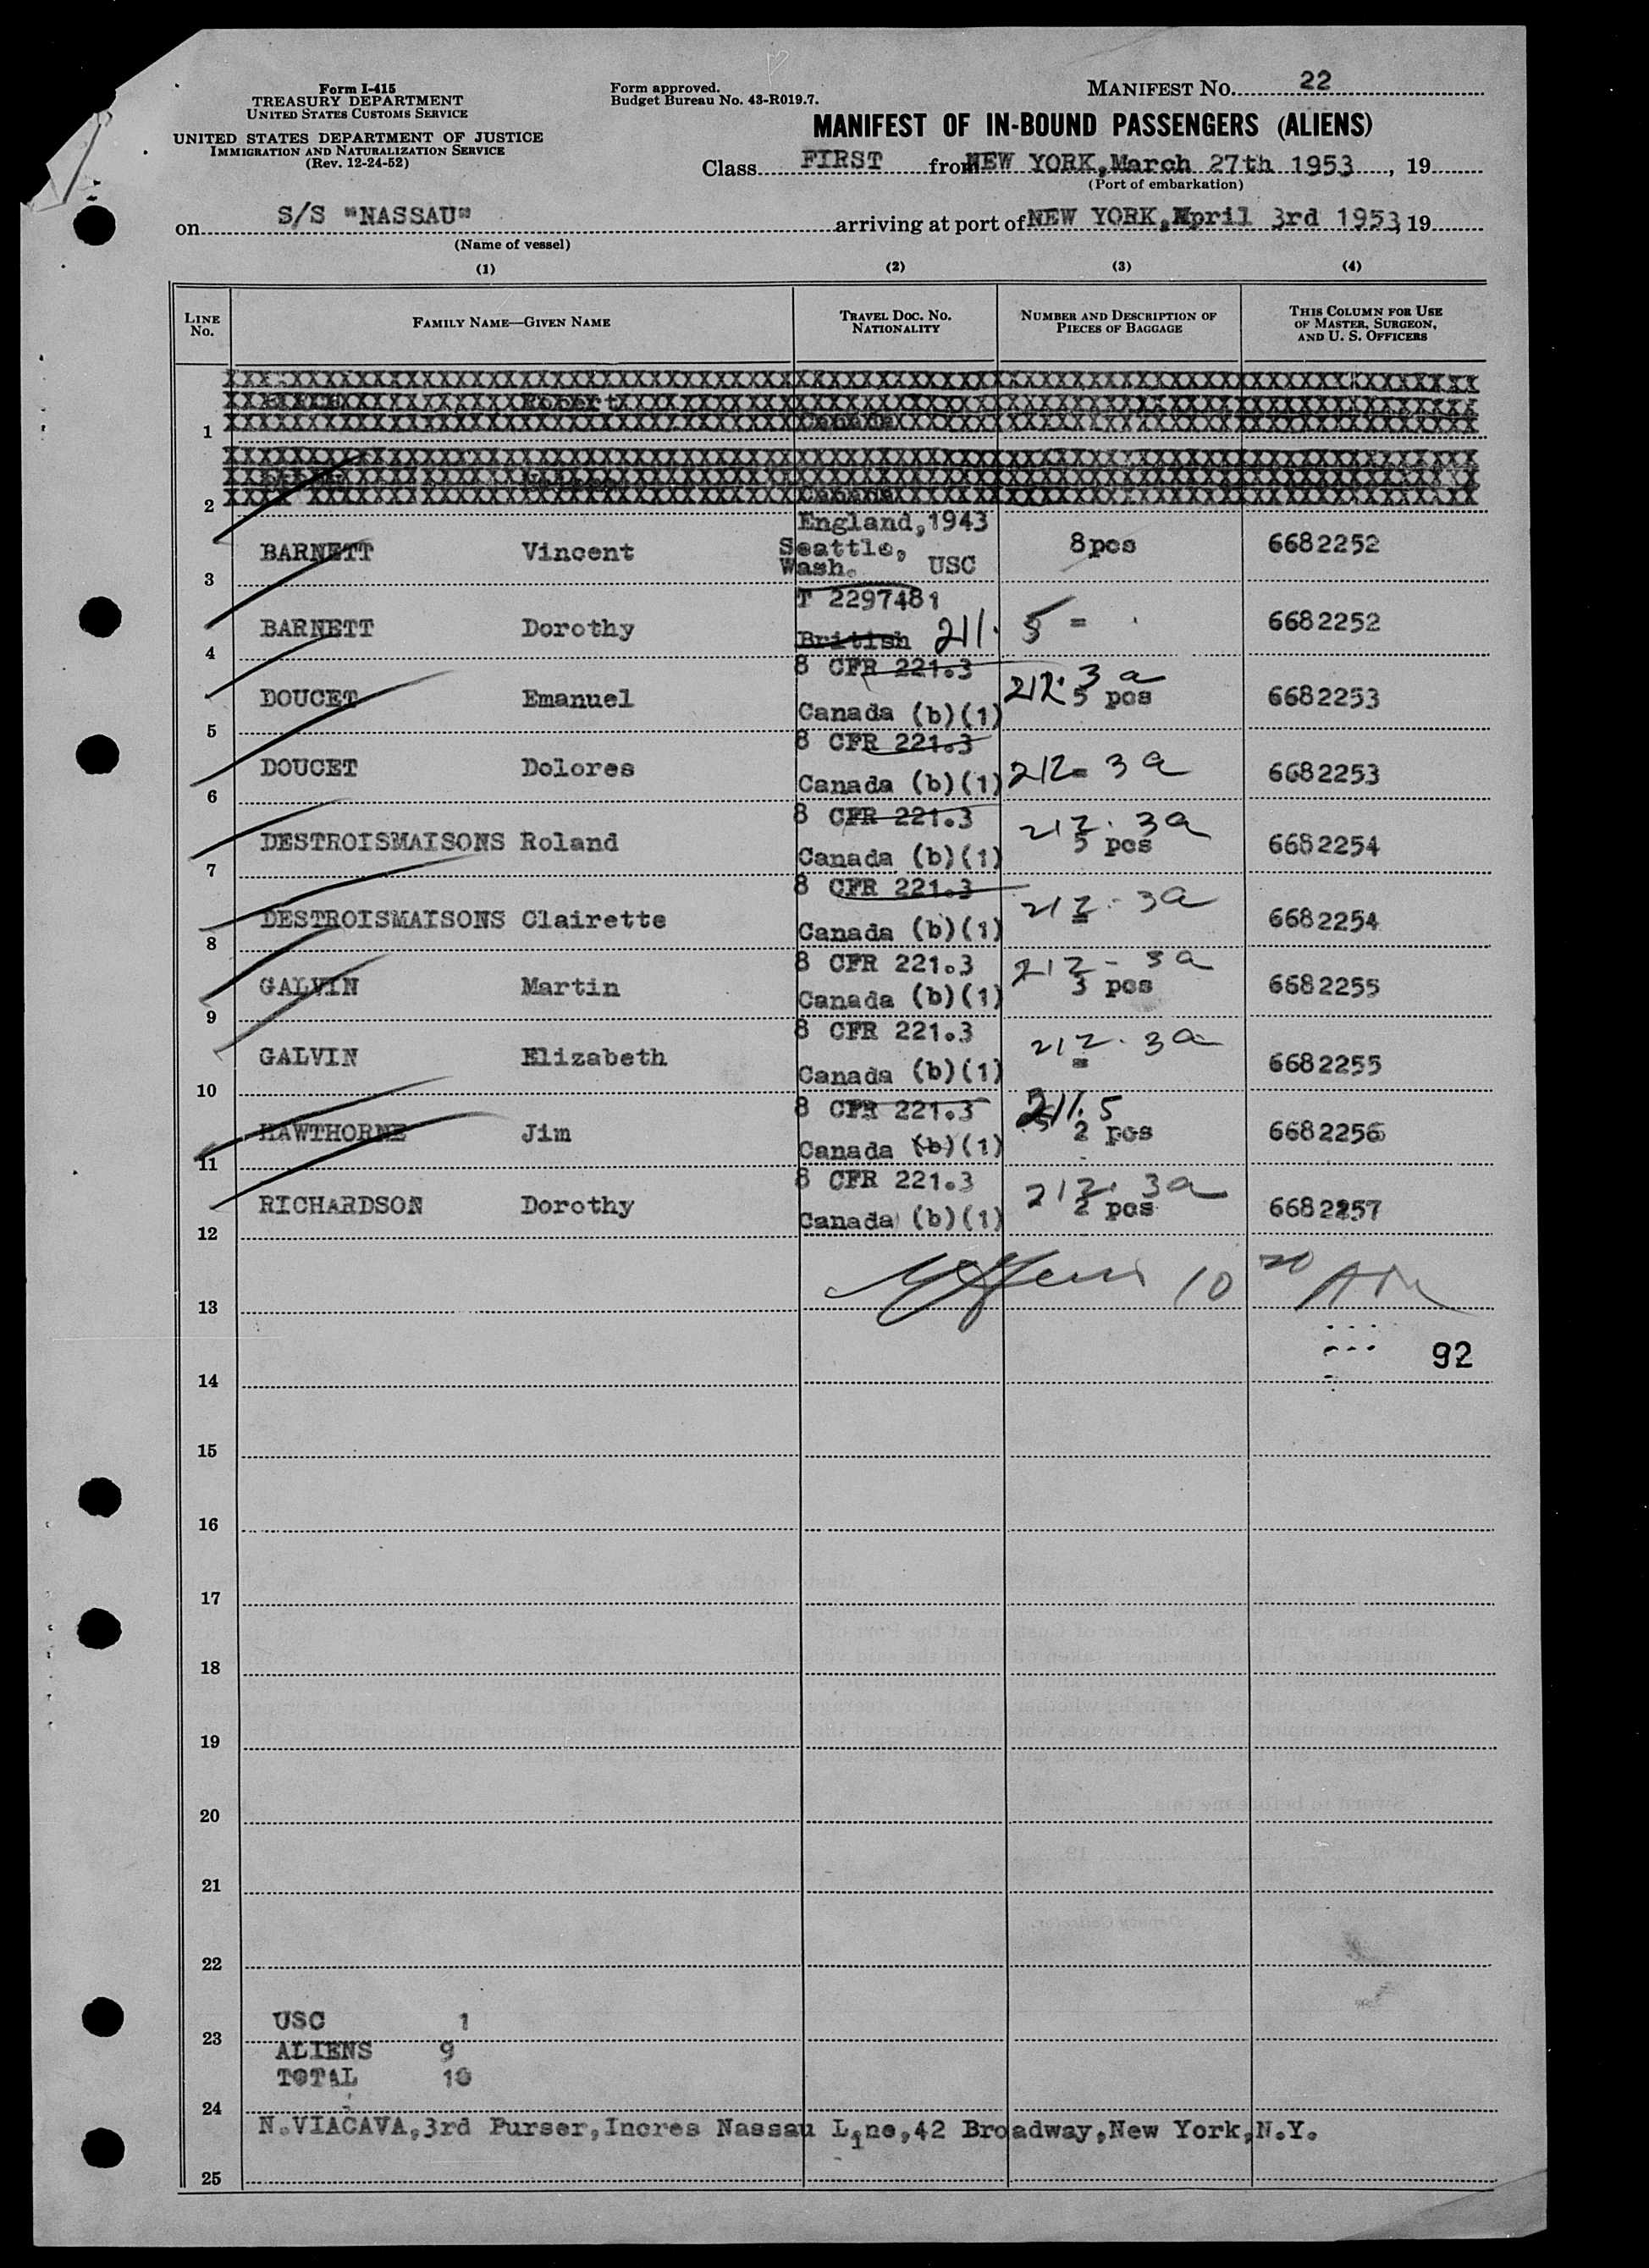 Form I-415
TREASURY DEPARTMENT
UNITED STATES CUSTOMS SERVICE
UNITED STATES DEPARTMENT OF JUSTICE
IMMIGRATION AND NATURALIZATION SERVICE
(Rev. 12-24-52)
Form approved.
Budget Bureau No. 43-R019.7.
MANIFEST NO. 22
MANIFEST OF IN-BOUND PASSENGERS (ALIENS)
Class FIRST from NEW YORK, March 27th 1953, 19
(Port of embarkation)
on S/S "NASSAU" arriving at port of NEW YORK, April 3rd 1953, 19
(Name of vessel)
(1) (2) (3) (4)
LINE NO. FAMILY NAME—GIVEN NAME TRAVEL DOC. NO. NATIONALITY NUMBER AND DESCRIPTION OF PIECES OF BAGGAGE THIS COLUMN FOR USE OF MASTER, SURGEON, AND U. S. OFFICERS
Robert
1 Canada
2 Canada
England,1943
BARNETT Vincent Seattle, 8pcs 6682252
3 Wash. USC
T 2297481
BARNETT Dorothy British 211. 5 = 6682252
4
8 CFR 221.3 212. 3a
DOUCET Emanuel 5 pcs 6682253
5 Canada (b)(1)
8 CFR 221.3
DOUCET Dolores 212= 3a 6682253
6 Canada (b)(1)
8 CFR 221.3 212. 3a
DESTROISMAISONS Roland 5 pcs 6682254
7 Canada (b)(1)
8 CFR 221.3 212. 3a
DESTROISMAISONS Clairette = 6682254
8 Canada (b)(1)
8 CFR 221.3 212- 3a
GALVIN Martin 3 pcs 6682255
9 Canada (b)(1)
8 CFR 221.3 212. 3a
GALVIN Elizabeth = 6682255
10 Canada (b)(1)
8 CFR 221.3 211.5
HAWTHORNE Jim 2 pcs 6682256
11 Canada (b)(1)
8 CFR 221.3 212. 3a
RICHARDSON Dorothy 2 pcs 6682257
12 Canada (b)(1)
13 10 20 AM
92
14
15
16
17
18
19
20
21
22
USC 1
23
ALIENS 9
TOTAL 10
24
N.VIACAVA,3rd Purser,Incres Nassau Line,42 Broadway,New York,N.Y.
25